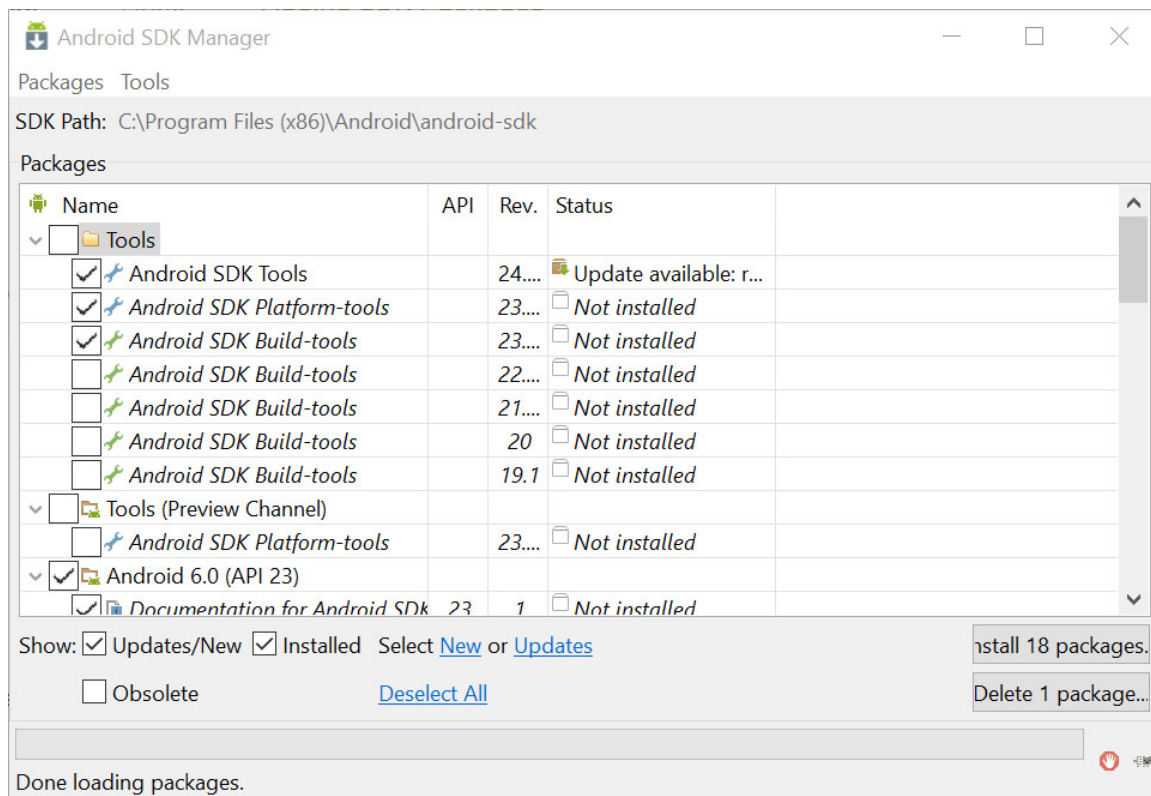 Android SDK Manager
Packages Tools
SDK Path: C:\Program Files (x86)\Android\android-sdk
Packages
Name API Rev. Status
Tools
Android SDK Tools 24.... Update available: r...
Android SDK Platform-tools 23.... Not installed
Android SDK Build-tools 23.... Not installed
Android SDK Build-tools 22.... Not installed
Android SDK Build-tools 21.... Not installed
Android SDK Build-tools 20 Not installed
Android SDK Build-tools 19.1 Not installed
Tools (Preview Channel)
Android SDK Platform-tools 23.... Not installed
Android 6.0 (API 23)
Documentation for Android SDK 23 1 Not installed
Show: Updates/New Installed Select New or Updates
nstall 18 packages.
Obsolete Deselect All
Delete 1 package...
Done loading packages.